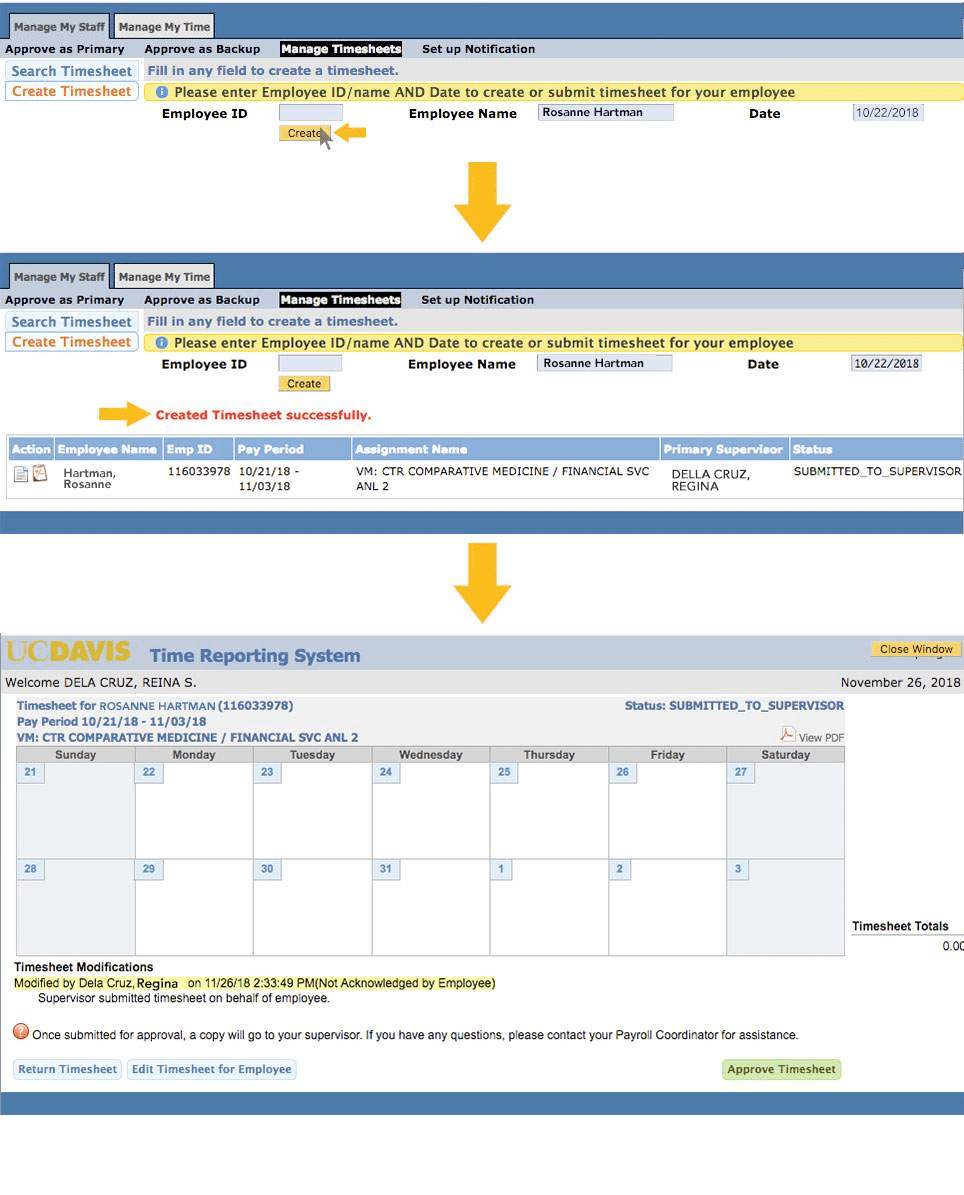 Manage My Staff Manage My Time
Approve as Primary Approve as Backup Manage Timesheets Set up Notification
Search Timesheet Fill in any field to create a timesheet.
Create Timesheet Please enter Employee ID/name AND Date to create or submit timesheet for your employee
Employee ID Employee Name Rosanne Hartman Date 10/22/2018
Create
Manage My Staff Manage My Time
Approve as Primary Approve as Backup Manage Timesheets Set up Notification
Search Timesheet Fill in any field to create a timesheet.
Create Timesheet Please enter Employee ID/name AND Date to create or submit timesheet for your employee
Employee ID Employee Name Rosanne Hartman Date 10/22/2018
Create
Created Timesheet successfully.
Action Employee Name Emp ID Pay Period Assignment Name Primary Supervisor Status
Hartman, 116033978 10/21/18 - VM: CTR COMPARATIVE MEDICINE / FINANCIAL SVC DELLA CRUZ, SUBMITTED_TO_SUPERVISOR
Rosanne 11/03/18 ANL 2 REGINA
UCDAVIS Time Reporting System Close Window
Welcome DELA CRUZ, REINA S. November 26, 2018
Timesheet for ROSANNE HARTMAN (116033978) Status: SUBMITTED_TO_SUPERVISOR
Pay Period 10/21/18 - 11/03/18
VM: CTR COMPARATIVE MEDICINE / FINANCIAL SVC ANL 2 View PDF
Sunday Monday Tuesday Wednesday Thursday Friday Saturday
21 22 23 24 25 26 27
28 29 30 31 1 2 3
Timesheet Totals
0.00
Timesheet Modifications
Modified by Dela Cruz, Regina on 11/26/18 2:33:49 PM(Not Acknowledged by Employee)
Supervisor submitted timesheet on behalf of employee.
Once submitted for approval, a copy will go to your supervisor. If you have any questions, please contact your Payroll Coordinator for assistance.
Return Timesheet Edit Timesheet for Employee Approve Timesheet